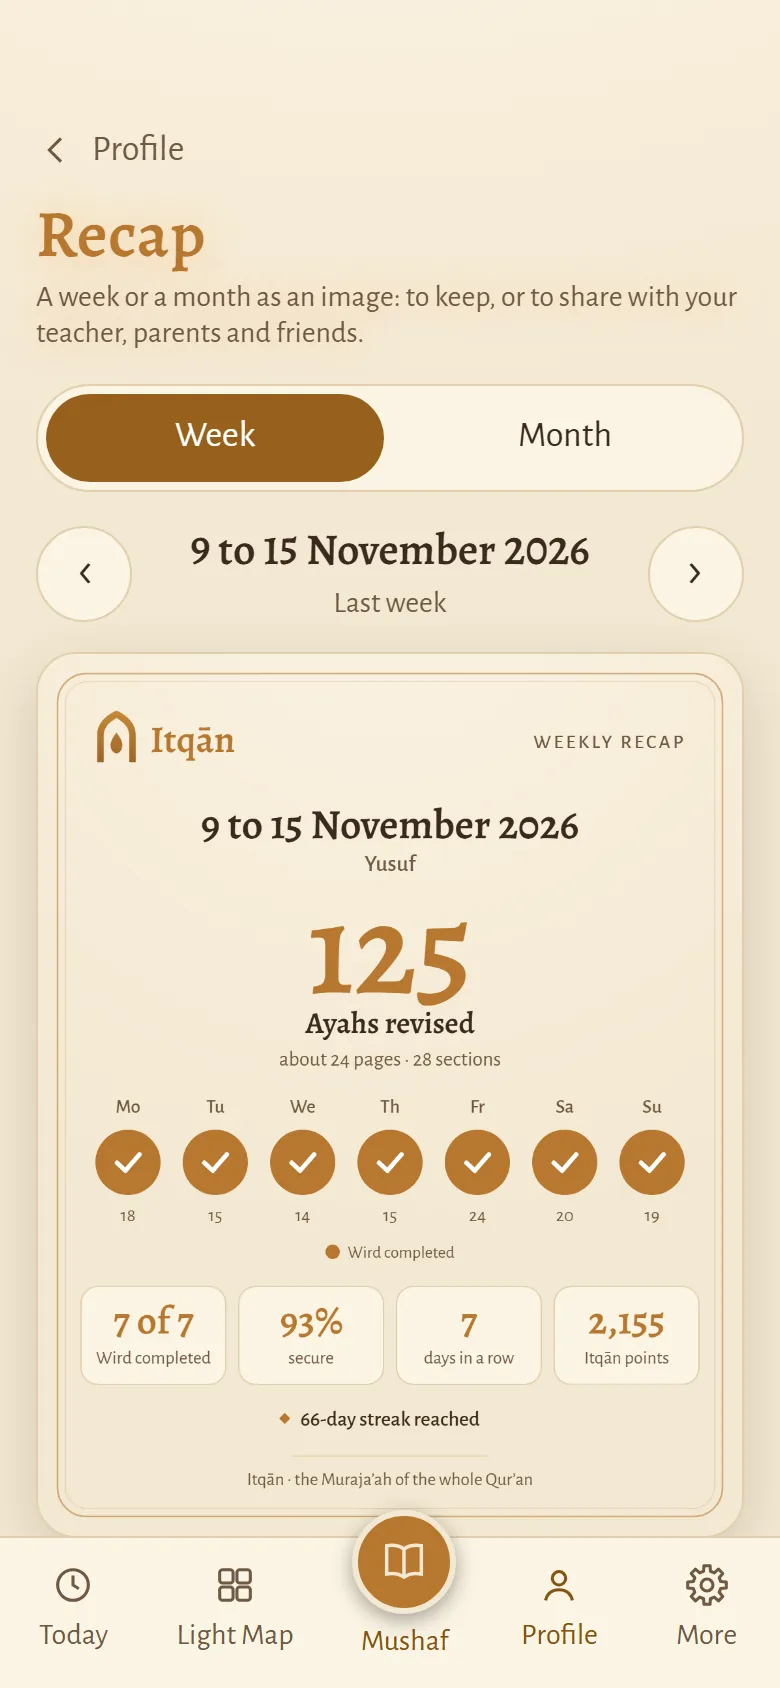 Profile
Recap
A week or a month as an image: to keep, or to share with your
teacher, parents and friends.
Week Month
9 to 15 November 2026
Last week
Itqān WEEKLY RECAP
9 to 15 November 2026
Yusuf
125
Ayahs revised
about 24 pages · 28 sections
Mo Tu We Th Fr Sa Su
18 15 14 15 24 20 19
Wird completed
7 of 7 93% 7 2,155
Wird completed secure days in a row Itqān points
66-day streak reached
Itqān · the Muraja’ah of the whole Qur’an
Today Light Map Mushaf Profile More